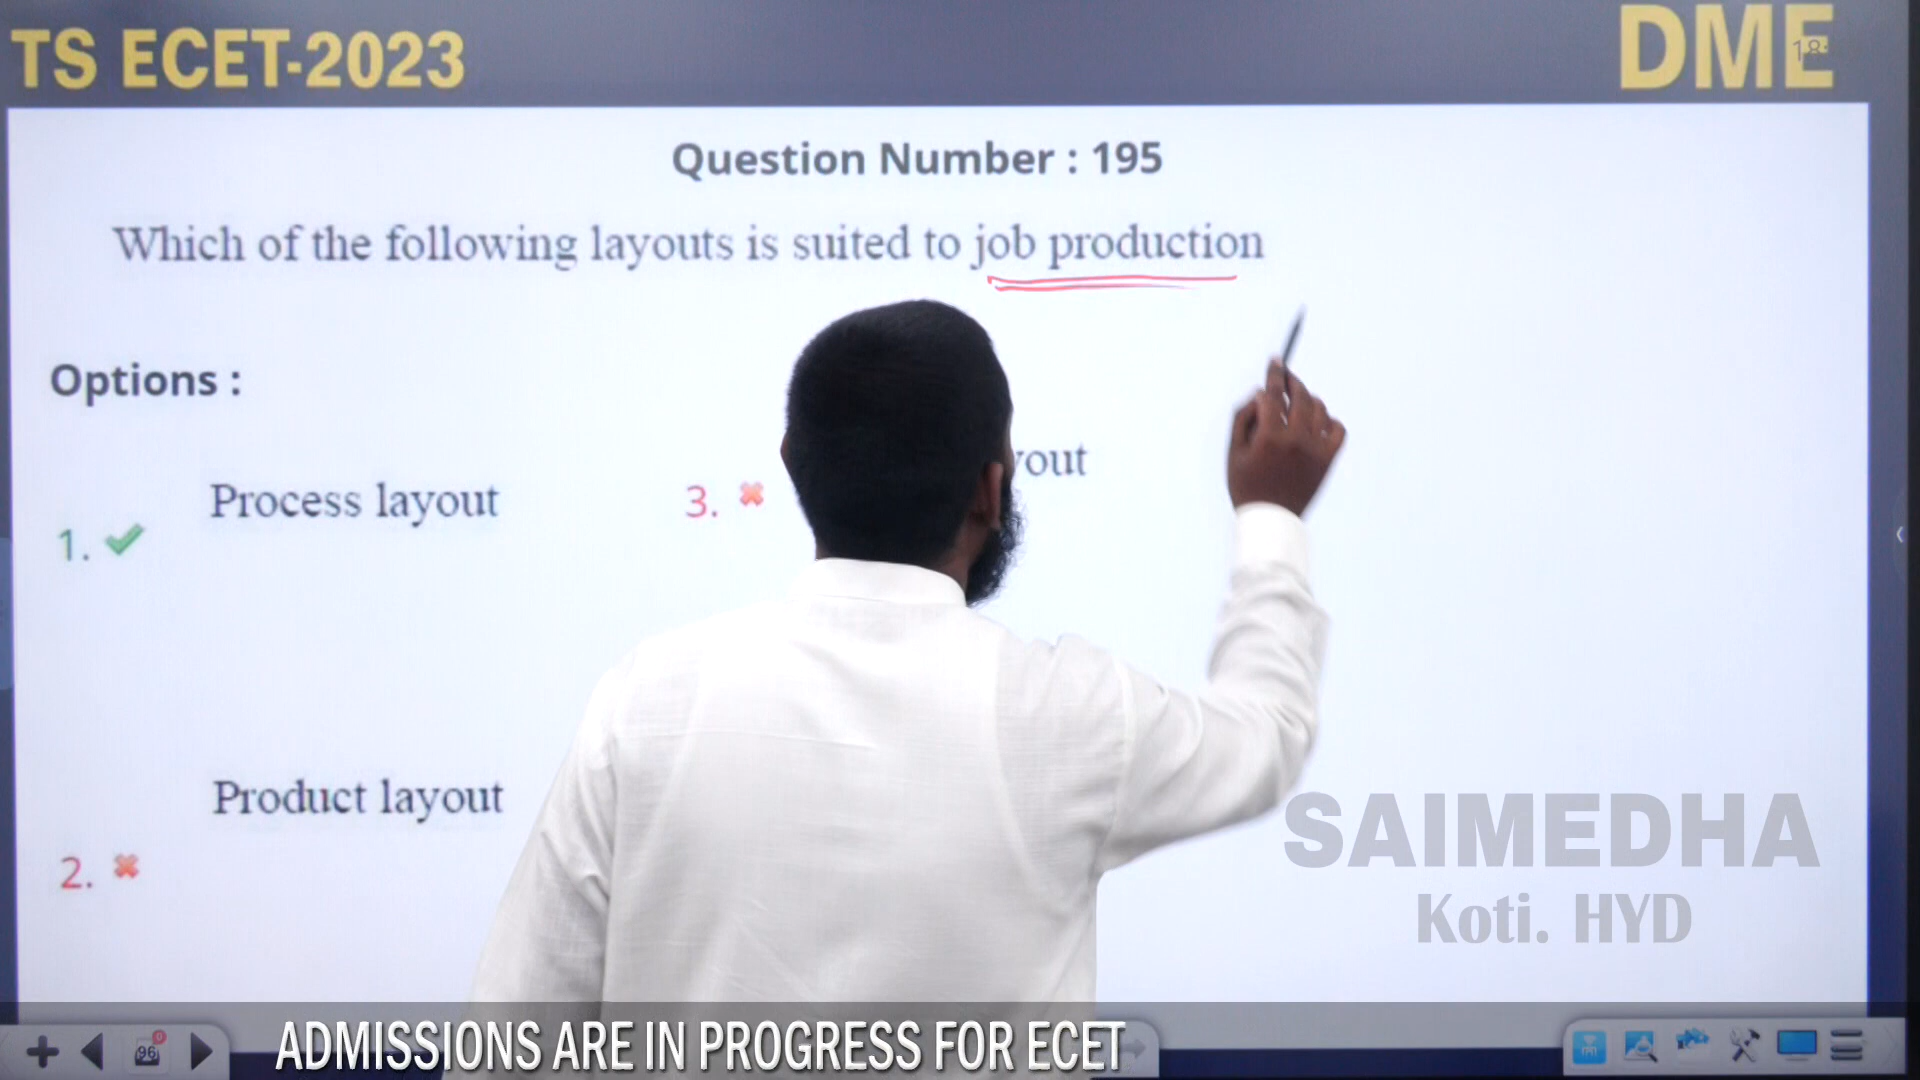 TS ECET-2023
DME
Question Number : 195
Which of the following layouts is suited to job production
Options :
1. Process layout
3.
2. Product layout
SAIMEDHA
Koti. HYD
96
ADMISSIONS ARE IN PROGRESS FOR ECET